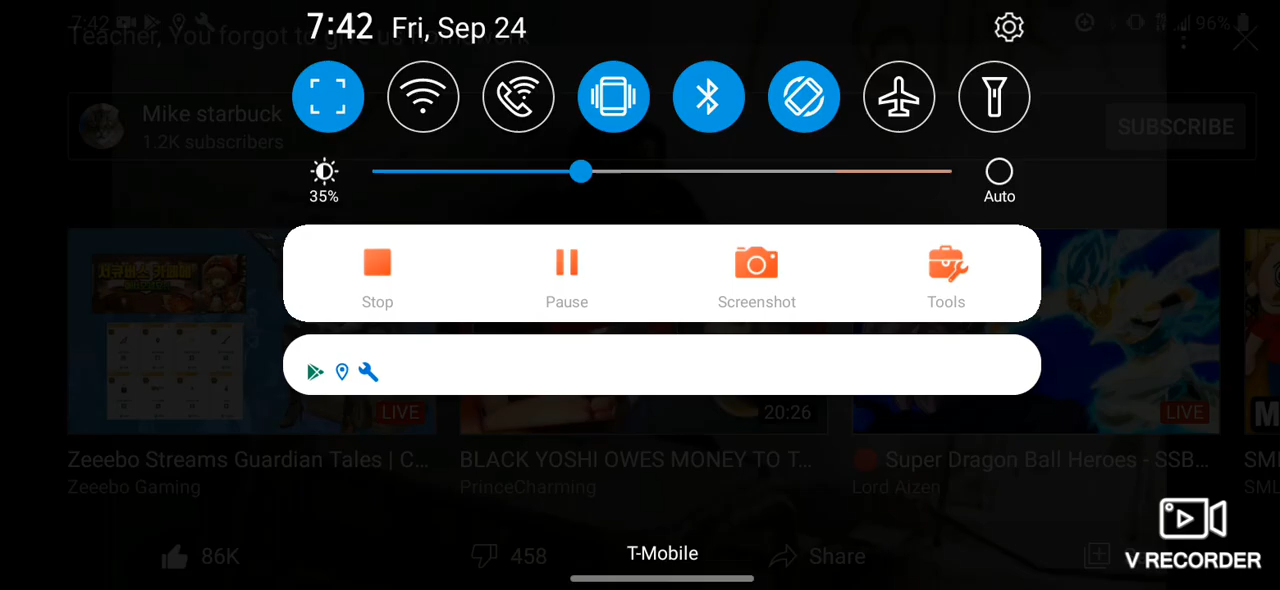 7:42 96%
7:42 Fri, Sep 24
Teacher, You forgot to give us homework
Mike starbuck
1.2K subscribers
SUBSCRIBE
35%
Auto
Stop Pause Screenshot Tools
LIVE 20:26 LIVE
Zeeebo Streams Guardian Tales | C... BLACK YOSHI OWES MONEY TO T... Super Dragon Ball Heroes - SSB...
Zeeebo Gaming PrinceCharming Lord Aizen
86K 458 T-Mobile Share
V RECORDER